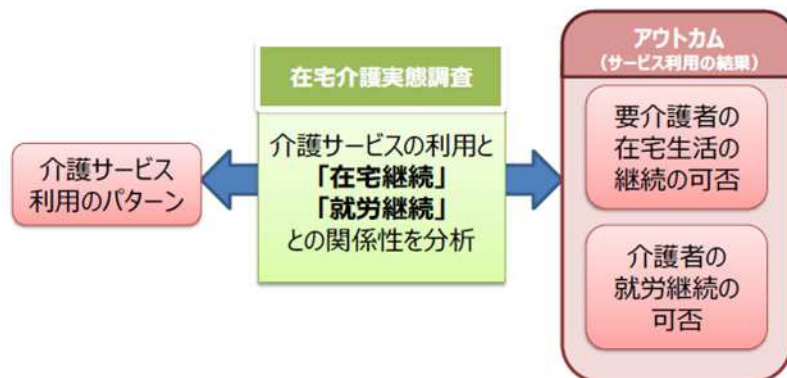 介護サービス
利用のパターン
在宅介護実態調査
介護サービスの利用と
「在宅継続」
「就労継続」
との関係性を分析
アウトカム
(サービス利用の結果)
要介護者の
在宅生活の
継続の可否
介護者の
就労継続の
可否